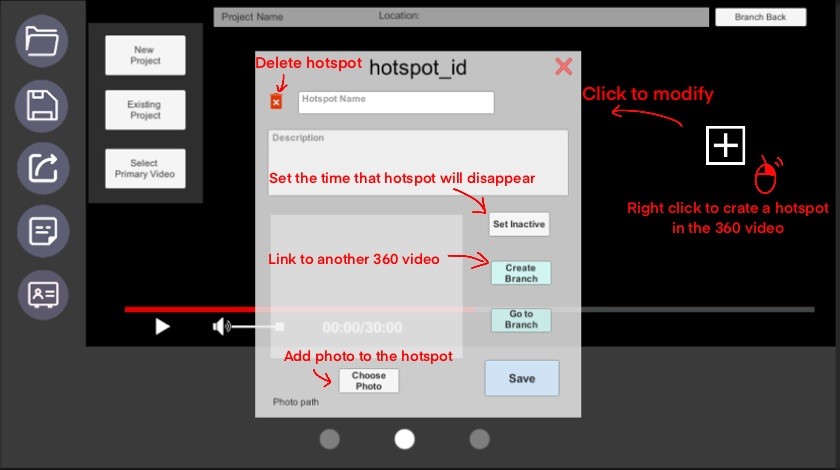 Project Name
Location:
Branch Back
New
Project
Existing
Project
Select
Primary Video
Delete hotspot
hotspot_id
Hotspot Name
Click to modify
Description
Set the time that hotspot will disappear
Right click to crate a hotspot
in the 360 video
Set Inactive
Link to another 360 video
Create
Branch
Go to
Branch
00:00/30:00
Add photo to the hotspot
Choose
Photo
Save
Photo path